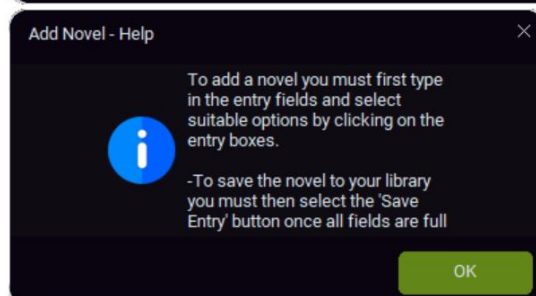 Add Novel - Help
To add a novel you must first type
in the entry fields and select
suitable options by clicking on the
entry boxes.
-To save the novel to your library
you must then select the 'Save
Entry' button once all fields are full
OK